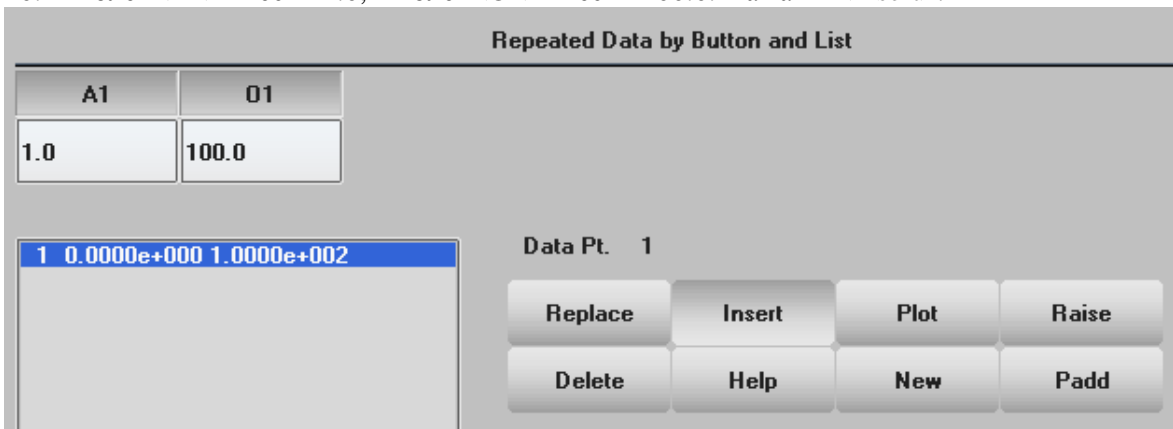 Repeated Data by Button and List
A1 O1
1.0 100.0
1 0.0000e+000 1.0000e+002
Data Pt. 1
Replace Insert Plot Raise
Delete Help New Padd